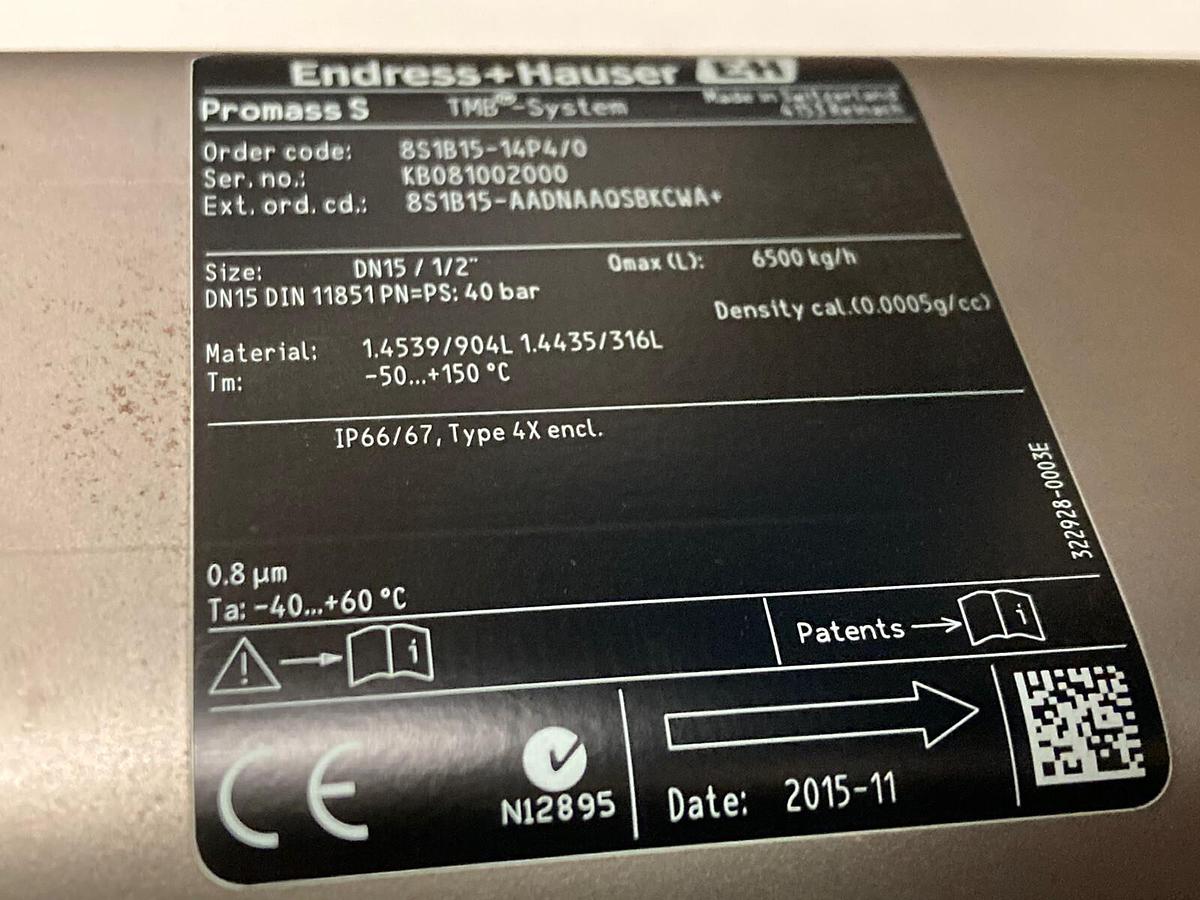 Endress+Hauser E+H
Promass S TMB®-System Made in Switzerland
4153 Reinach
Order code: 8S1B15-14P4/0
Ser. no.: KB081002000
Ext. ord. cd.: 8S1B15-AADNAAOSBKCWA+
Size: DN15 / 1/2" Qmax (L): 6500 kg/h
DN15 DIN 11851 PN=PS: 40 bar
Density cal.(0.0005g/cc)
Material: 1.4539/904L 1.4435/316L
Tm: -50...+150 °C
IP66/67, Type 4X encl.
322928-0003E
0.8 µm
Ta: -40...+60 °C
i
Patents i
CE
N12895
Date: 2015-11